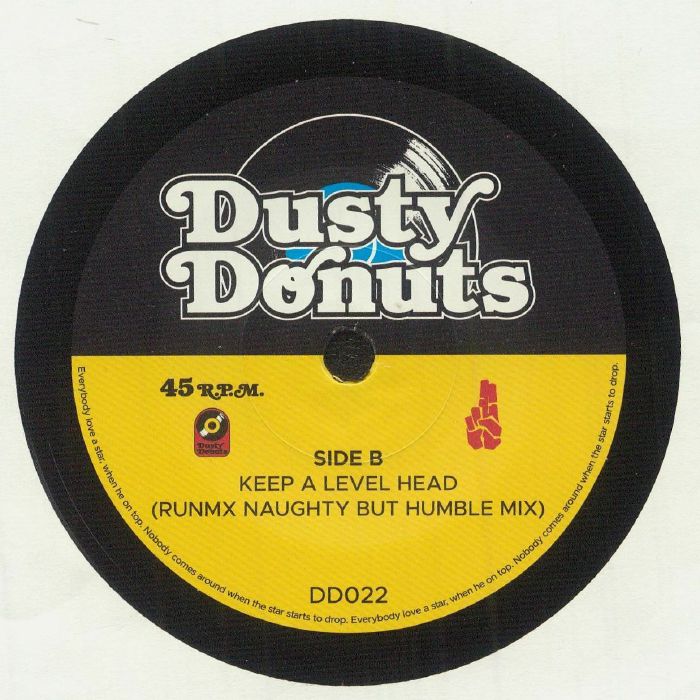 Dusty
Donuts
45 R.P.M.
Dusty
Donuts
SIDE B
KEEP A LEVEL HEAD
(RUNMX NAUGHTY BUT HUMBLE MIX)
DD022
Everybody love a star, when he on top. Nobody comes around when the star starts to drop. Everybody love a star, when he on top. Nobody comes around when the star starts to drop.